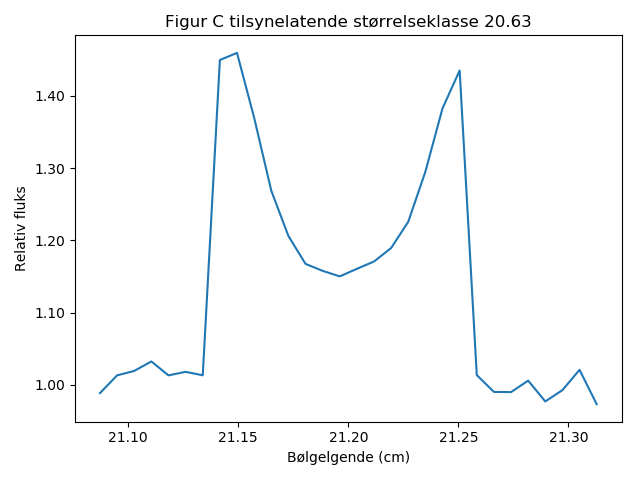 Figur C tilsynelatende størrelseklasse 20.63
Relativ fluks
1.40
1.30
1.20
1.10
1.00
21.10 21.15 21.20 21.25 21.30
Bølgelgende (cm)